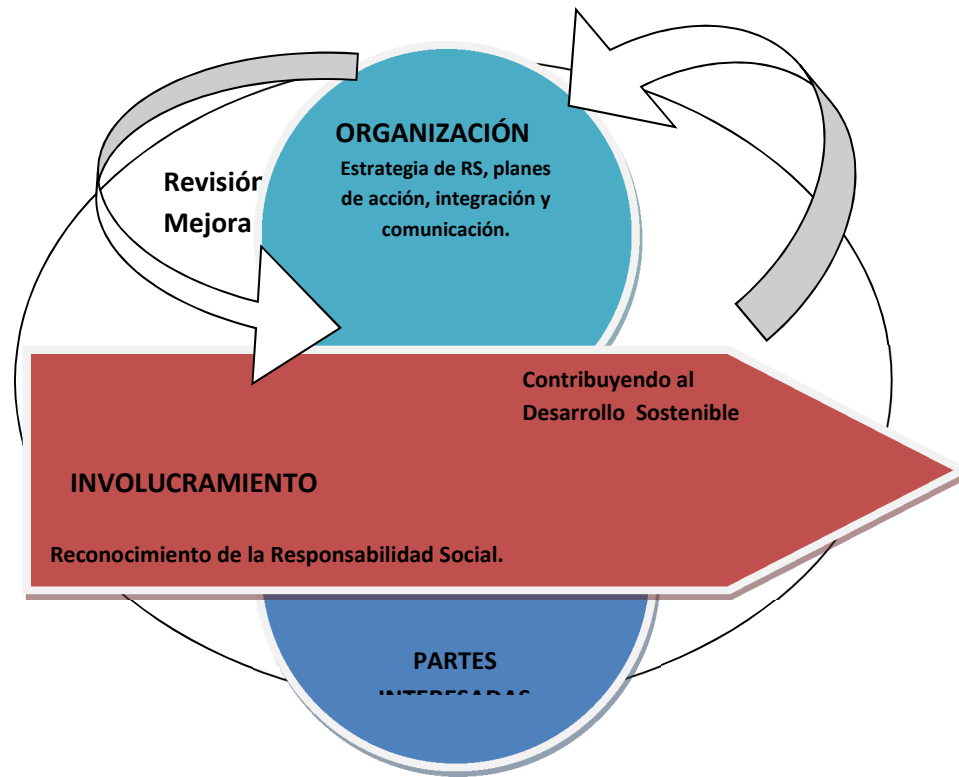 ORGANIZACIÓN
Estrategia de RS, planes
de acción, integración y
comunicación.
Revisión
Mejora
Contribuyendo al
Desarrollo Sostenible
INVOLUCRAMIENTO
Reconocimiento de la Responsabilidad Social.
PARTES
INTERESADAS